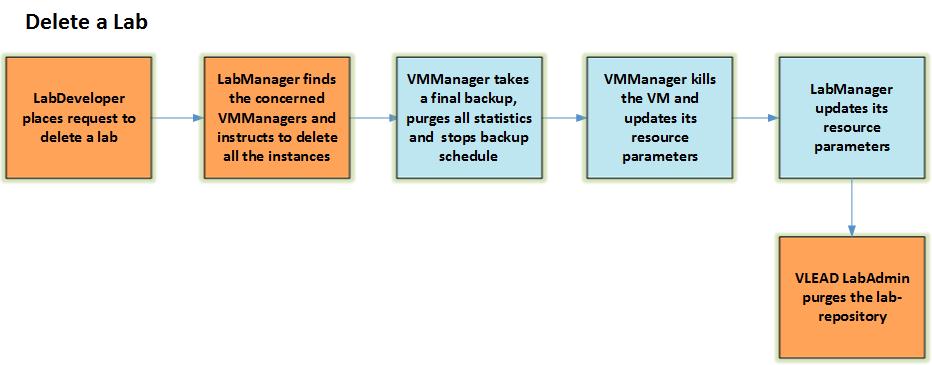 Delete a Lab
LabDeveloper
places request to
delete a lab
LabManager finds
the concerned
VMManagers and
instructs to delete
all the instances
VMManager takes
a final backup,
purges all statistics
and stops backup
schedule
VMManager kills
the VM and
updates its
resource
parameters
LabManager
updates its
resource
parameters
VLEAD LabAdmin
purges the lab-
repository